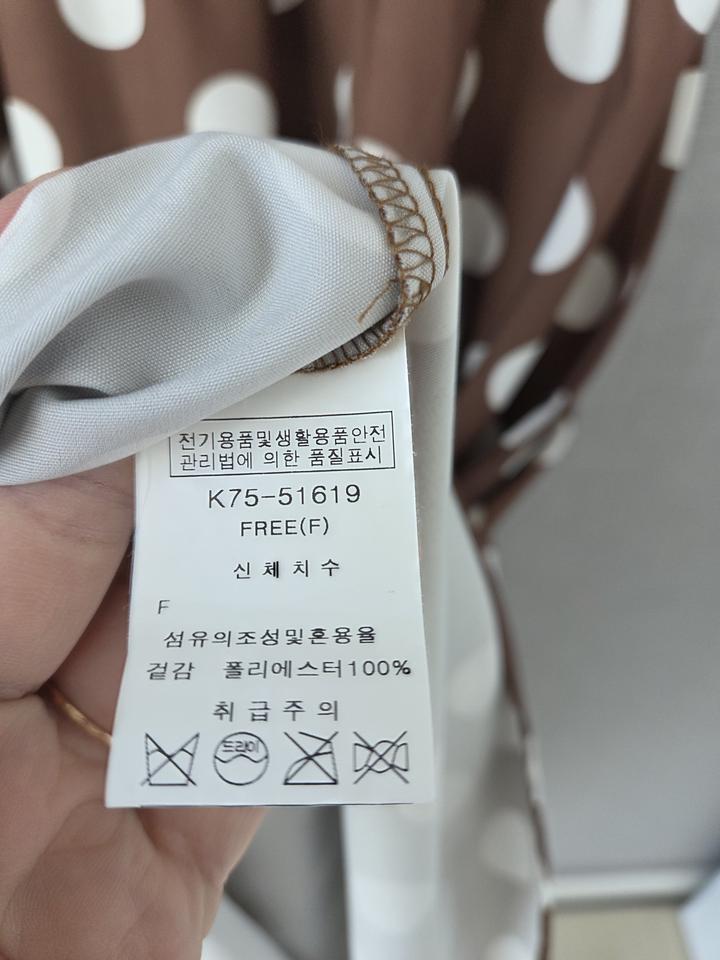 전기용품및생활용품안전
관리법에 의한 품질표시
K75-51619
FREE(F)
신체치수
F
섬유의조성및혼용율
겉감 폴리에스터100%
취급주의
드라이